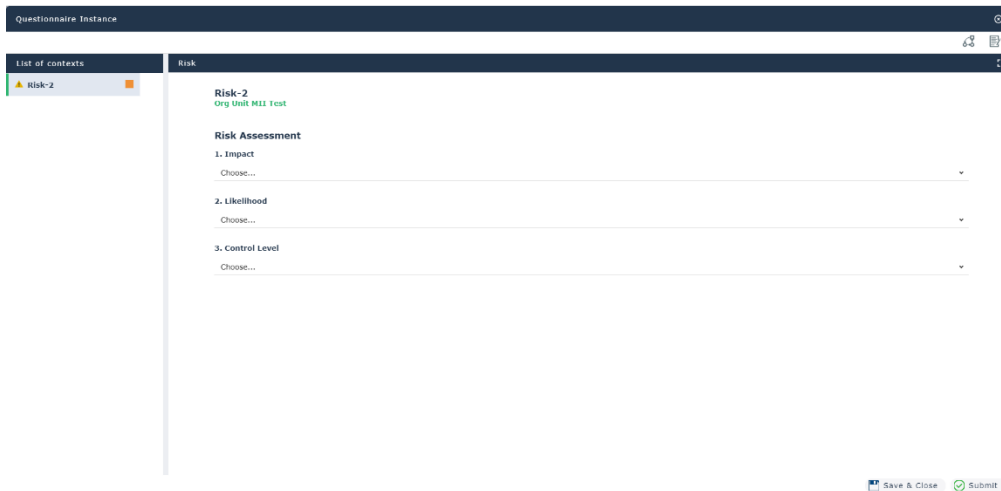 Questionnaire Instance
List of contexts
Risk
Risk-2
Risk-2
Org Unit MII Test
Risk Assessment
1. Impact
Choose...
2. Likelihood
Choose...
3. Control Level
Choose...
Save & Close
Submit